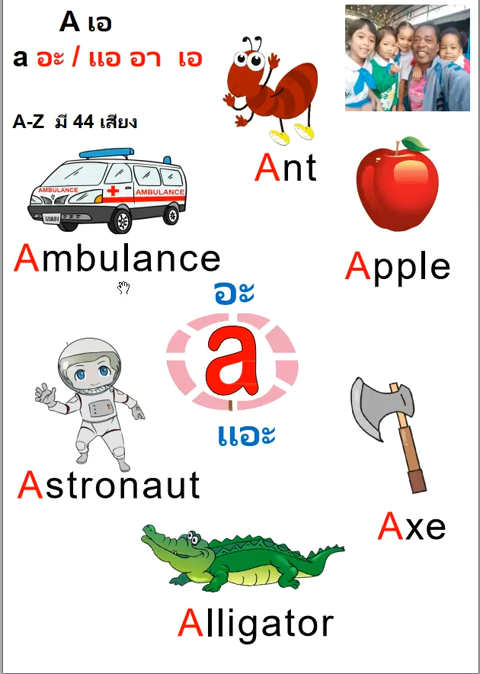 A เอ
a อะ / แอ อา เอ
A-Z มี 44 เสียง
Ant
AMBULANCE
AMBULANCE
Ambulance
Apple
อะ
a
แอะ
Astronaut
Axe
Alligator